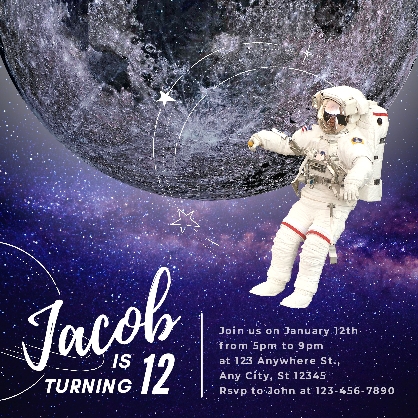 Jacob
IS
TURNING 12
Join us on January 12th
from 5pm to 9pm
at 123 Anywhere St.,
Any City, St 12345
Rsvp to John at 123-456-7890